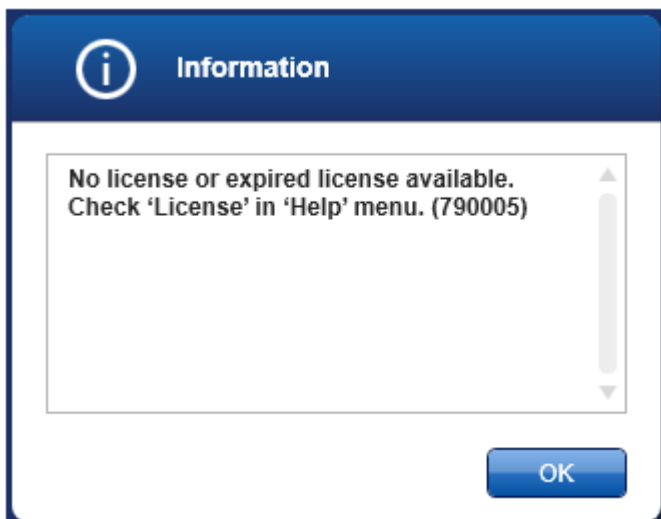 Information
No license or expired license available.
Check ‘License’ in ‘Help’ menu. (790005)
OK